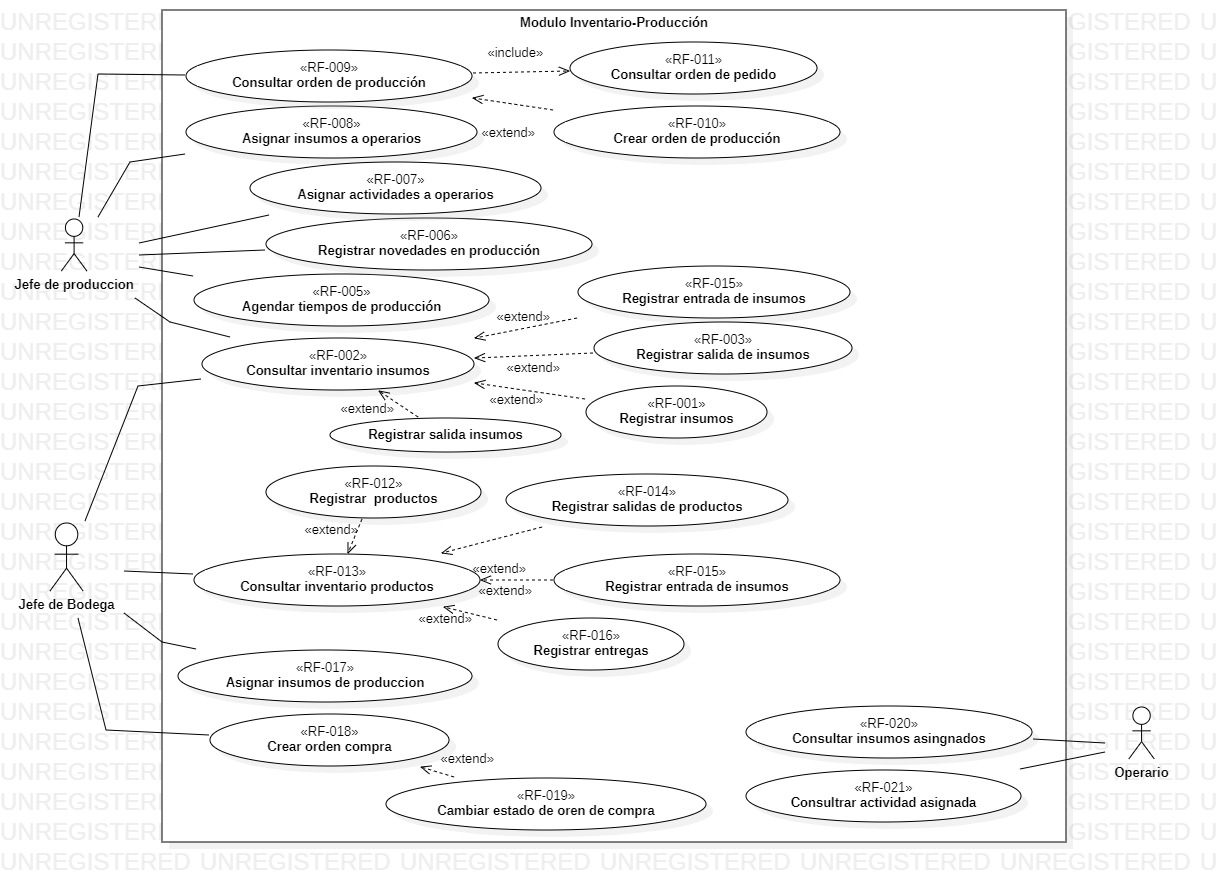 Modulo Inventario-Producción
«RF-009»
Consultar orden de producción
«include»
«RF-011»
Consultar orden de pedido
«RF-008»
Asignar insumos a operarios
«extend»
«RF-010»
Crear orden de producción
«RF-007»
Asignar actividades a operarios
«RF-006»
Registrar novedades en producción
Jefe de produccion
«RF-005»
Agendar tiempos de producción
«RF-015»
Registrar entrada de insumos
«extend»
«RF-003»
Registrar salida de insumos
«RF-002»
Consultar inventario insumos
«extend»
«extend»
«RF-001»
Registrar insumos
«extend»
Registrar salida insumos
«RF-012»
Registrar  productos
«RF-014»
Registrar salidas de productos
«extend»
«RF-013»
Consultar inventario productos
«extend»
«extend»
«RF-015»
Registrar entrada de insumos
Jefe de Bodega
«extend»
«RF-016»
Registrar entregas
«RF-017»
Asignar insumos de produccion
«RF-018»
Crear orden compra
«extend»
«RF-019»
Cambiar estado de oren de compra
«RF-020»
Consultar insumos asingnados
«RF-021»
Consultrar actividad asignada
Operario
UNREGISTERED UNREGISTERED UNREGISTERED UNREGISTERED UNREGISTERED UNREGISTERED U